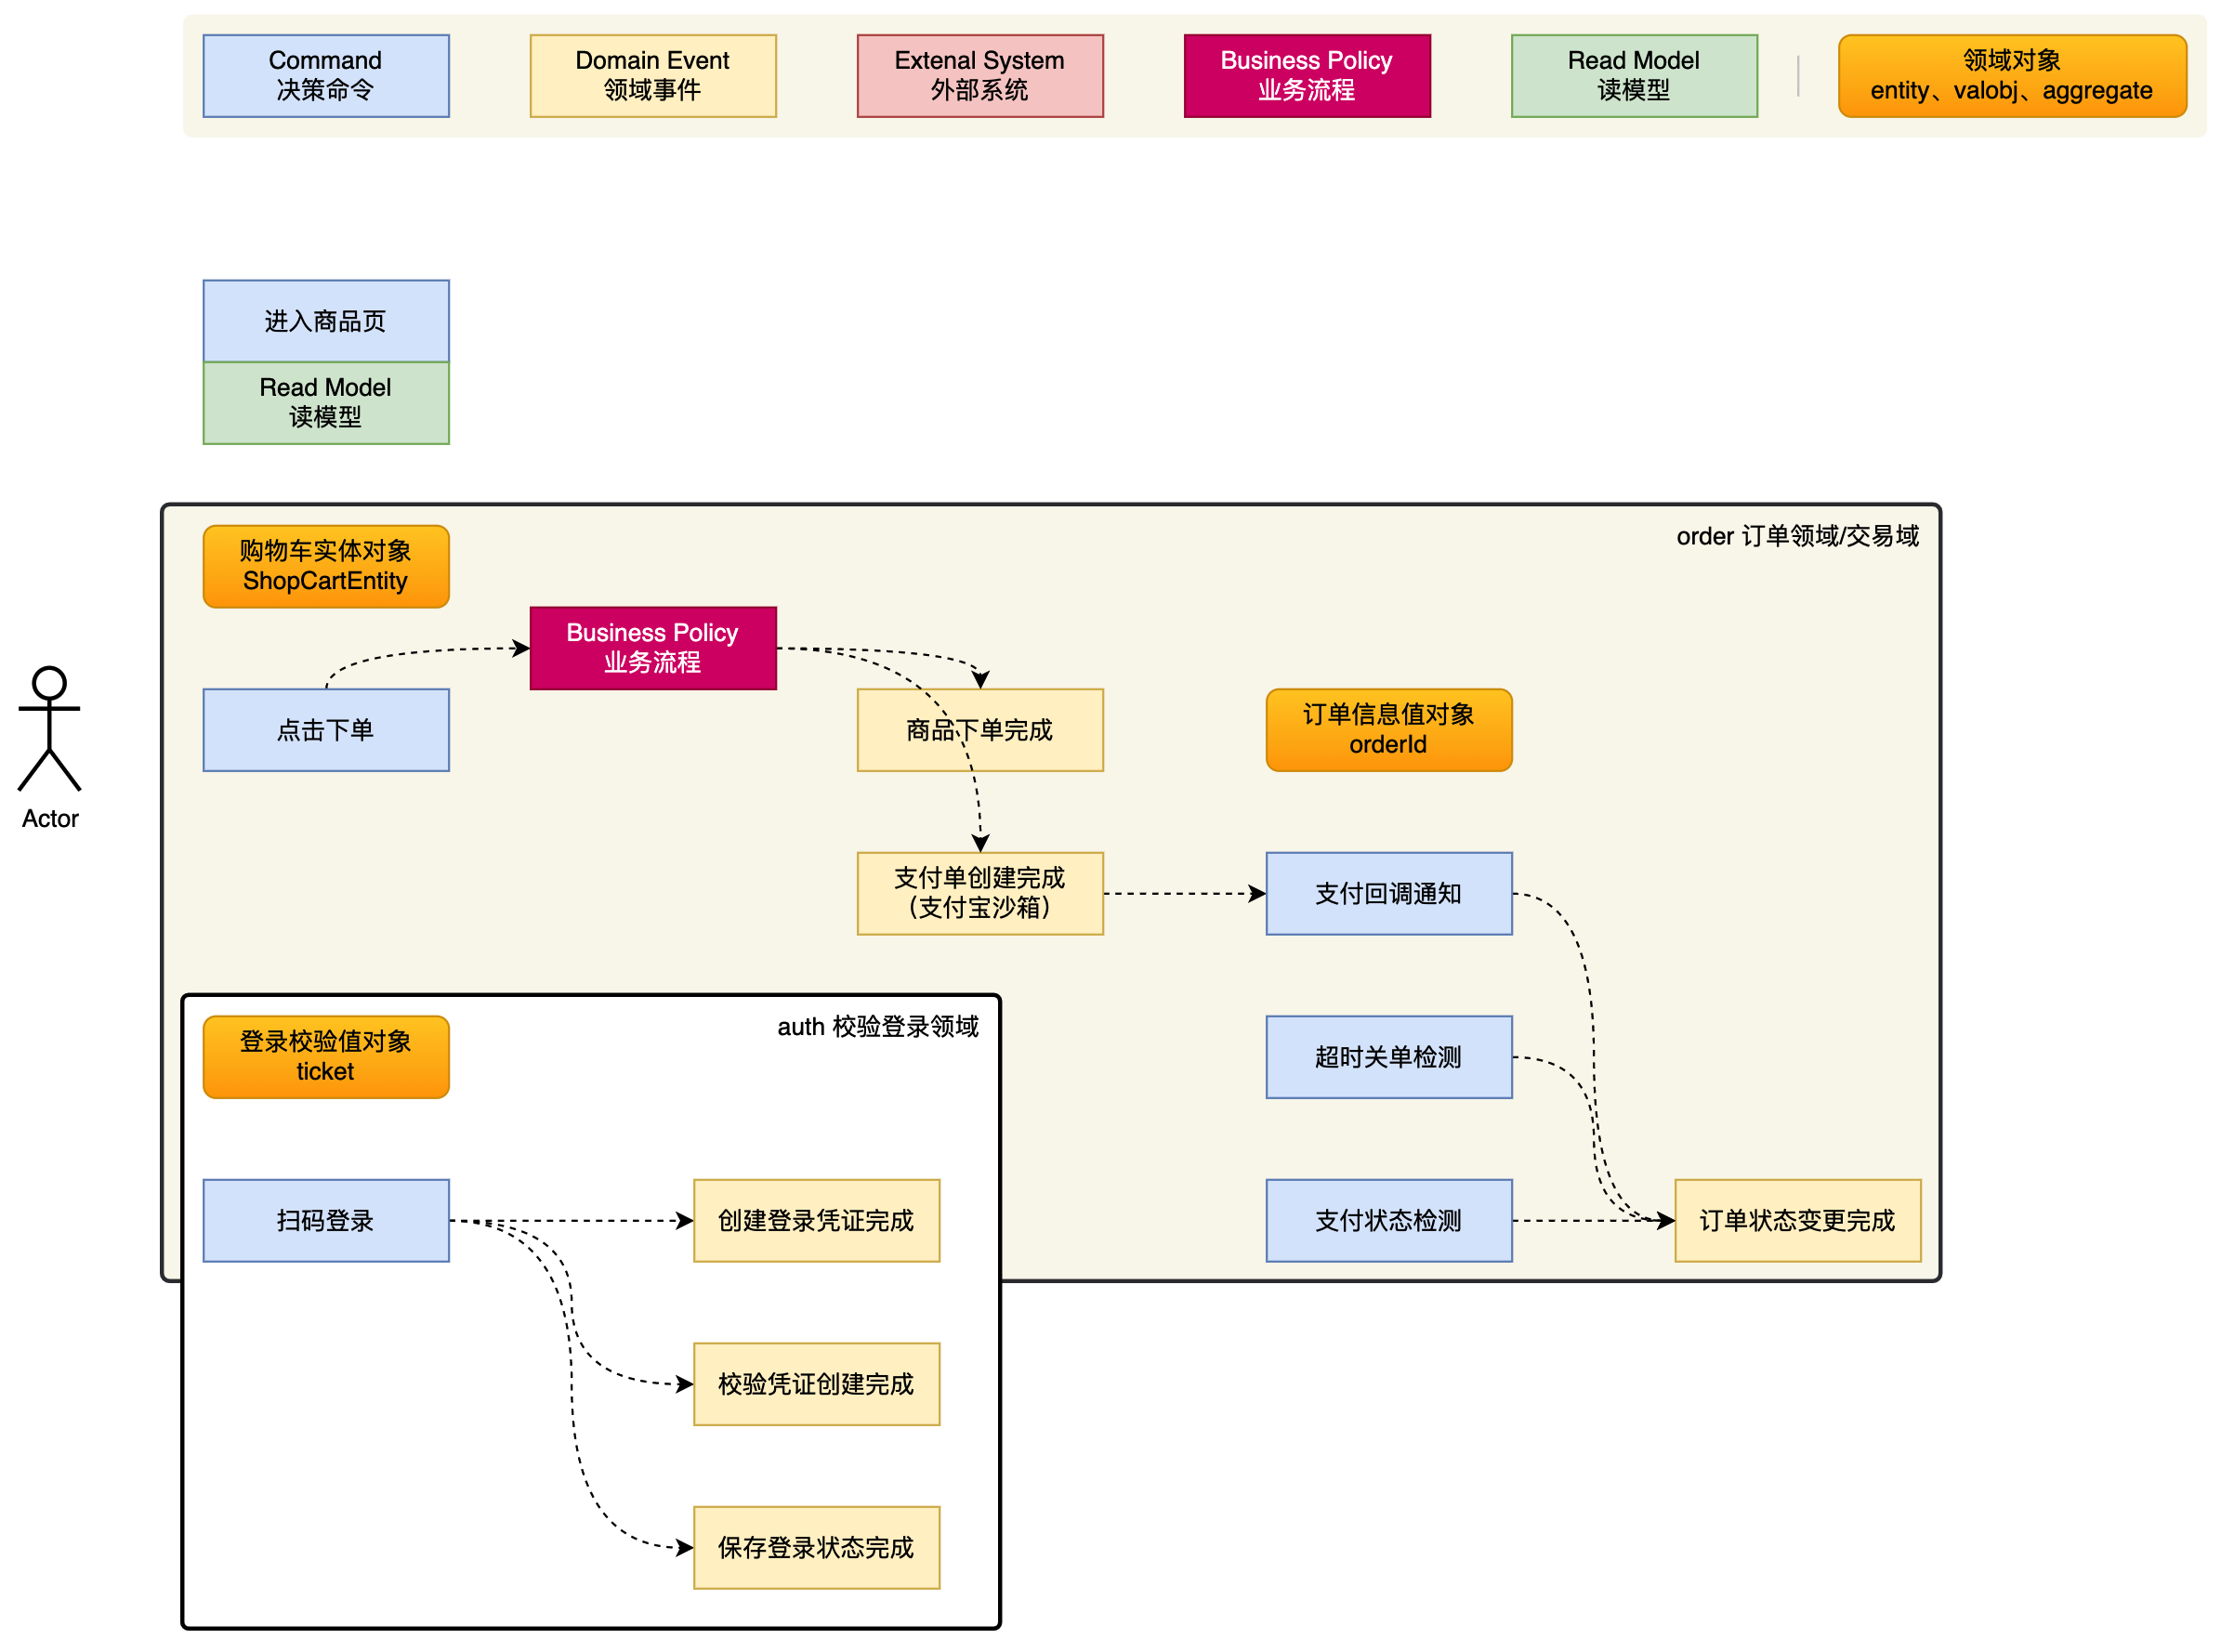 Command
决策命令
Domain Event
领域事件
Extenal System
外部系统
Business Policy
业务流程
Read Model
读模型
领域对象
entity、valobj、aggregate
进入商品页
Read Model
读模型
order 订单领域/交易域
购物车实体对象
ShopCartEntity
Business Policy
业务流程
点击下单
商品下单完成
订单信息值对象
orderId
Actor
支付单创建完成
（支付宝沙箱）
支付回调通知
auth 校验登录领域
登录校验值对象
ticket
超时关单检测
扫码登录
创建登录凭证完成
支付状态检测
订单状态变更完成
校验凭证创建完成
保存登录状态完成